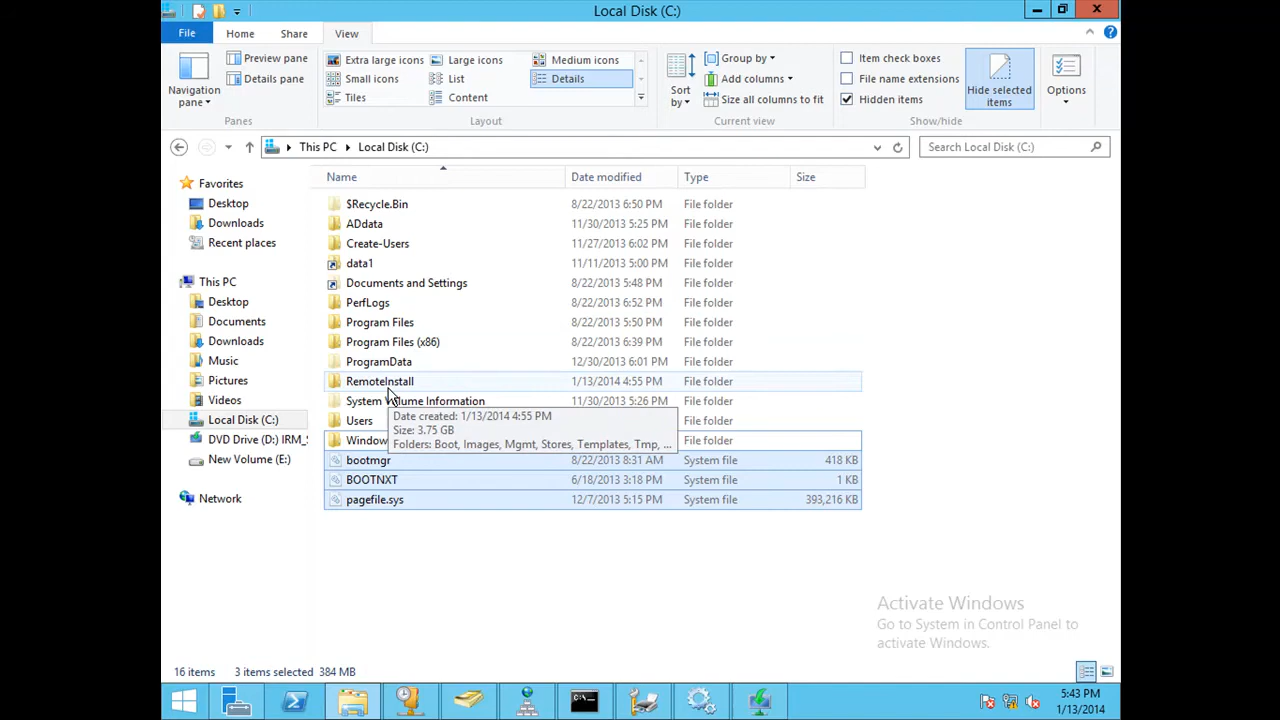 Local Disk (C:)
File Home Share View
Navigation pane
Preview pane
Details pane
Panes
Extra large icons Large icons Medium icons
Small icons List Details
Tiles Content
Layout
Sort by
Group by
Add columns
Size all columns to fit
Current view
Item check boxes
File name extensions
Hidden items
Hide selected items
Show/hide
Options
This PC Local Disk (C:)
Search Local Disk (C:)
Favorites
Desktop
Downloads
Recent places
This PC
Desktop
Documents
Downloads
Music
Pictures
Videos
Local Disk (C:)
DVD Drive (D:) IRM_S
New Volume (E:)
Network
Name Date modified Type Size
$Recycle.Bin 8/22/2013 6:50 PM File folder
ADdata 11/30/2013 5:25 PM File folder
Create-Users 11/27/2013 6:02 PM File folder
data1 11/11/2013 5:00 PM File folder
Documents and Settings 8/22/2013 5:48 PM File folder
PerfLogs 8/22/2013 6:52 PM File folder
Program Files 8/22/2013 5:50 PM File folder
Program Files (x86) 8/22/2013 6:39 PM File folder
ProgramData 12/30/2013 6:01 PM File folder
RemoteInstall 1/13/2014 4:55 PM File folder
System Information 11/30/2013 5:26 PM File folder
Users File folder
Window File folder
bootmgr 8/22/2013 8:31 AM System file 418 KB
BOOTNXT 6/18/2013 3:18 PM System file 1 KB
pagefile.sys 12/7/2013 5:15 PM System file 393,216 KB
Date created: 1/13/2014 4:55 PM
Size: 3.75 GB
Folders: Boot, Images, Mgmt, Stores, Templates, Tmp, ...
Activate Windows
Go to System in Control Panel to
activate Windows.
16 items 3 items selected 384 MB
5:43 PM
1/13/2014